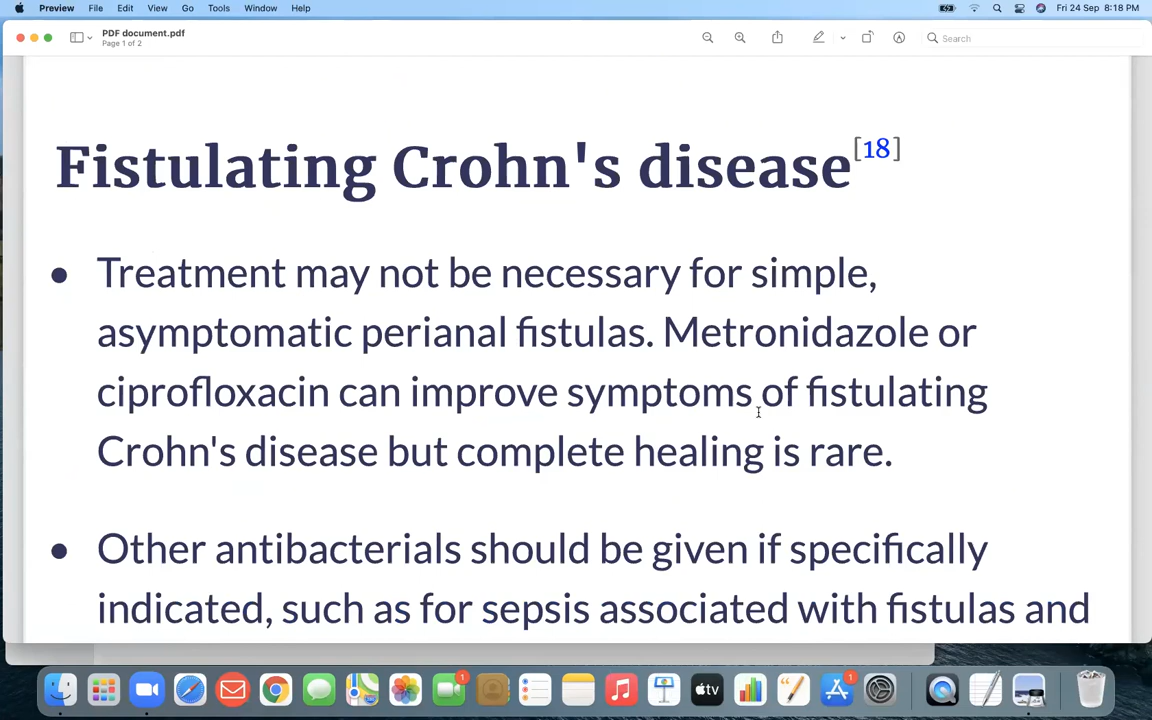 Preview File Edit View Go Tools Window Help Fri 24 Sep 8:18 PM
PDF document.pdf
Page 1 of 2
Search
Fistulating Crohn's disease[18]
• Treatment may not be necessary for simple,
asymptomatic perianal fistulas. Metronidazole or
ciprofloxacin can improve symptoms of fistulating
Crohn's disease but complete healing is rare.
• Other antibacterials should be given if specifically
indicated, such as for sepsis associated with fistulas and
1
1
tv